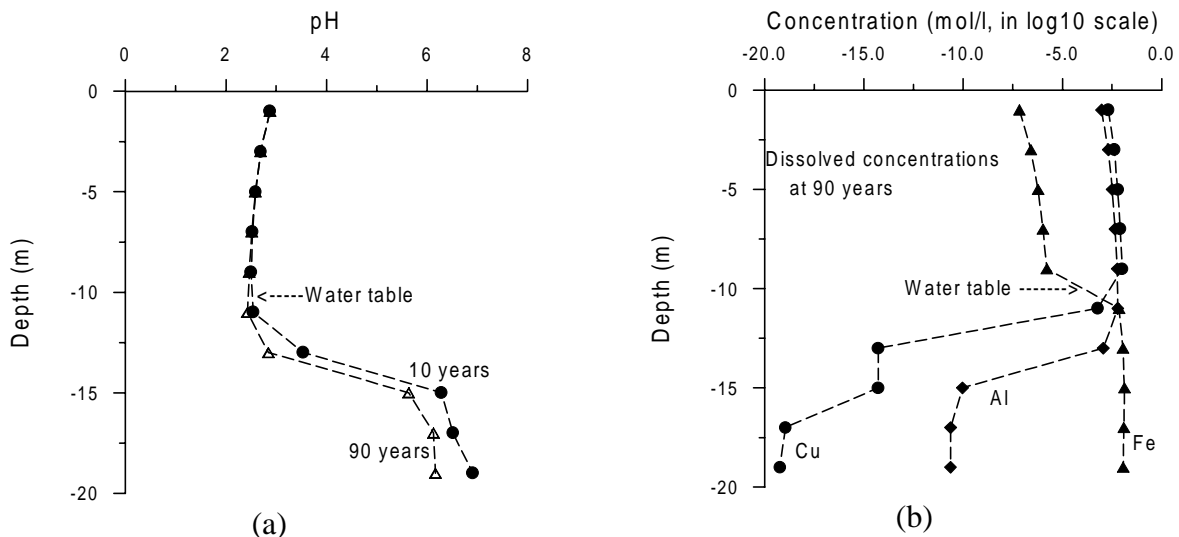 pH
0 2 4 6 8
0
-5
-10
-15
-20
Depth (m)
Water table
10 years
90 years
(a)
Concentration (mol/l, in log10 scale)
-20.0 -15.0 -10.0 -5.0 0.0
0
-5
-10
-15
-20
Depth (m)
Dissolved concentrations
at 90 years
Water table
Al
Cu
Fe
(b)